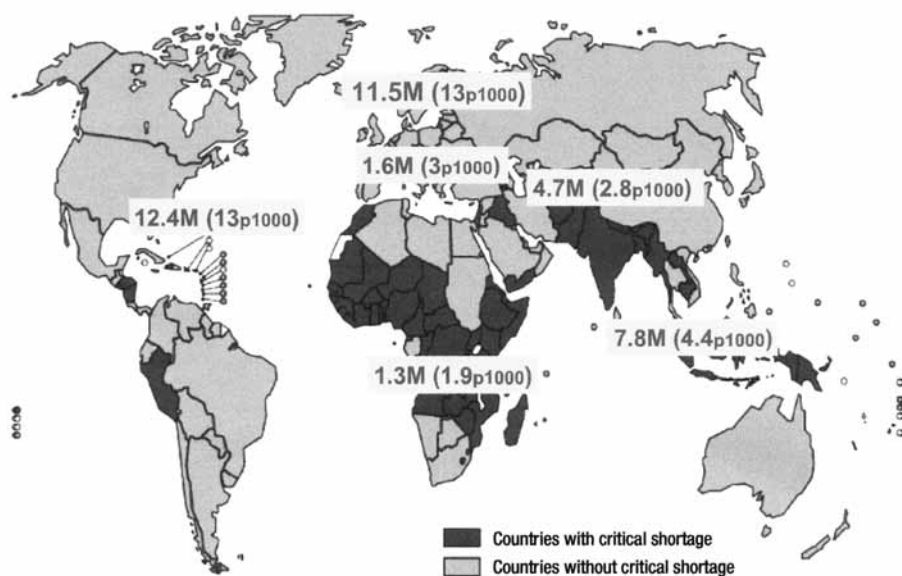 11.5M (13p1000)
1.6M (3p1000)
4.7M (2.8p1000)
12.4M (13p1000)
7.8M (4.4p1000)
1.3M (1.9p1000)
Countries with critical shortage
Countries without critical shortage